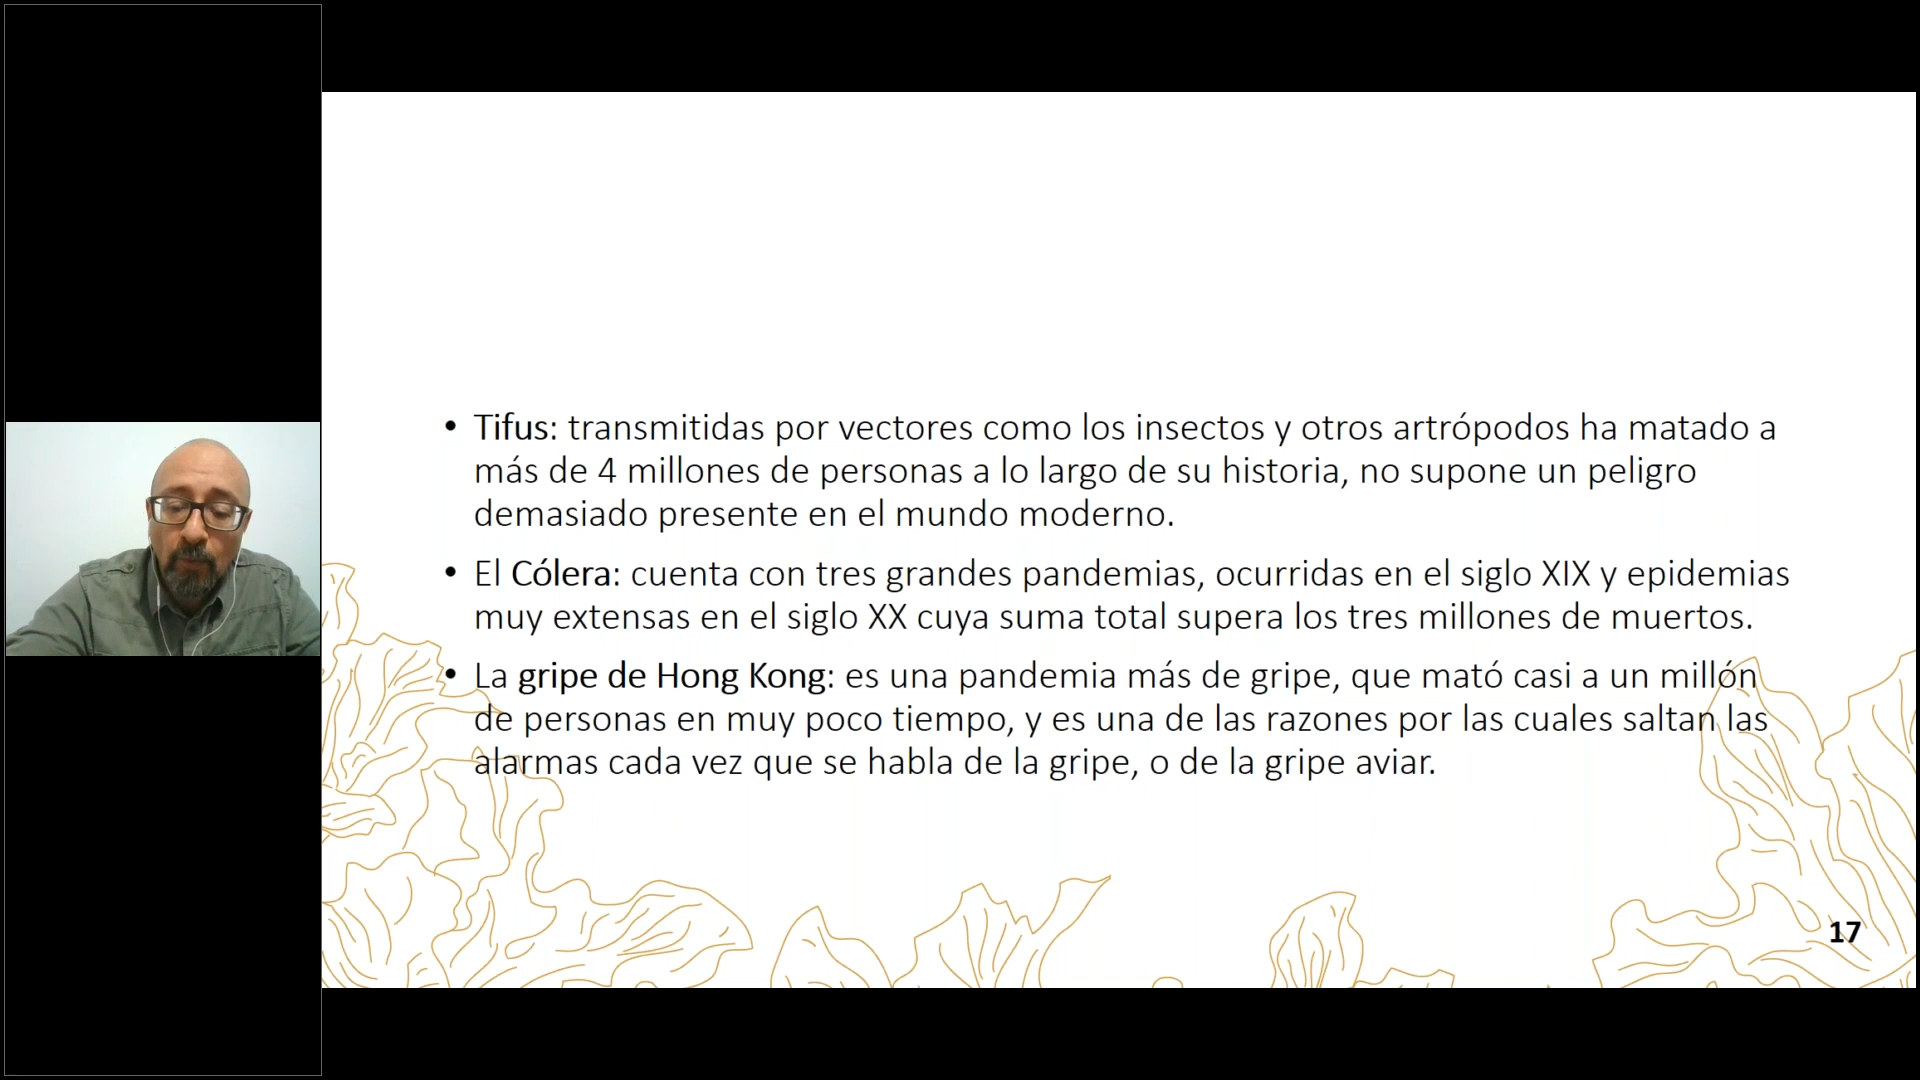 • Tifus: transmitidas por vectores como los insectos y otros artrópodos ha matado a
más de 4 millones de personas a lo largo de su historia, no supone un peligro
demasiado presente en el mundo moderno.
• El Cólera: cuenta con tres grandes pandemias, ocurridas en el siglo XIX y epidemias
muy extensas en el siglo XX cuya suma total supera los tres millones de muertos.
• La gripe de Hong Kong: es una pandemia más de gripe, que mató casi a un millón
de personas en muy poco tiempo, y es una de las razones por las cuales saltan las
alarmas cada vez que se habla de la gripe, o de la gripe aviar.
17